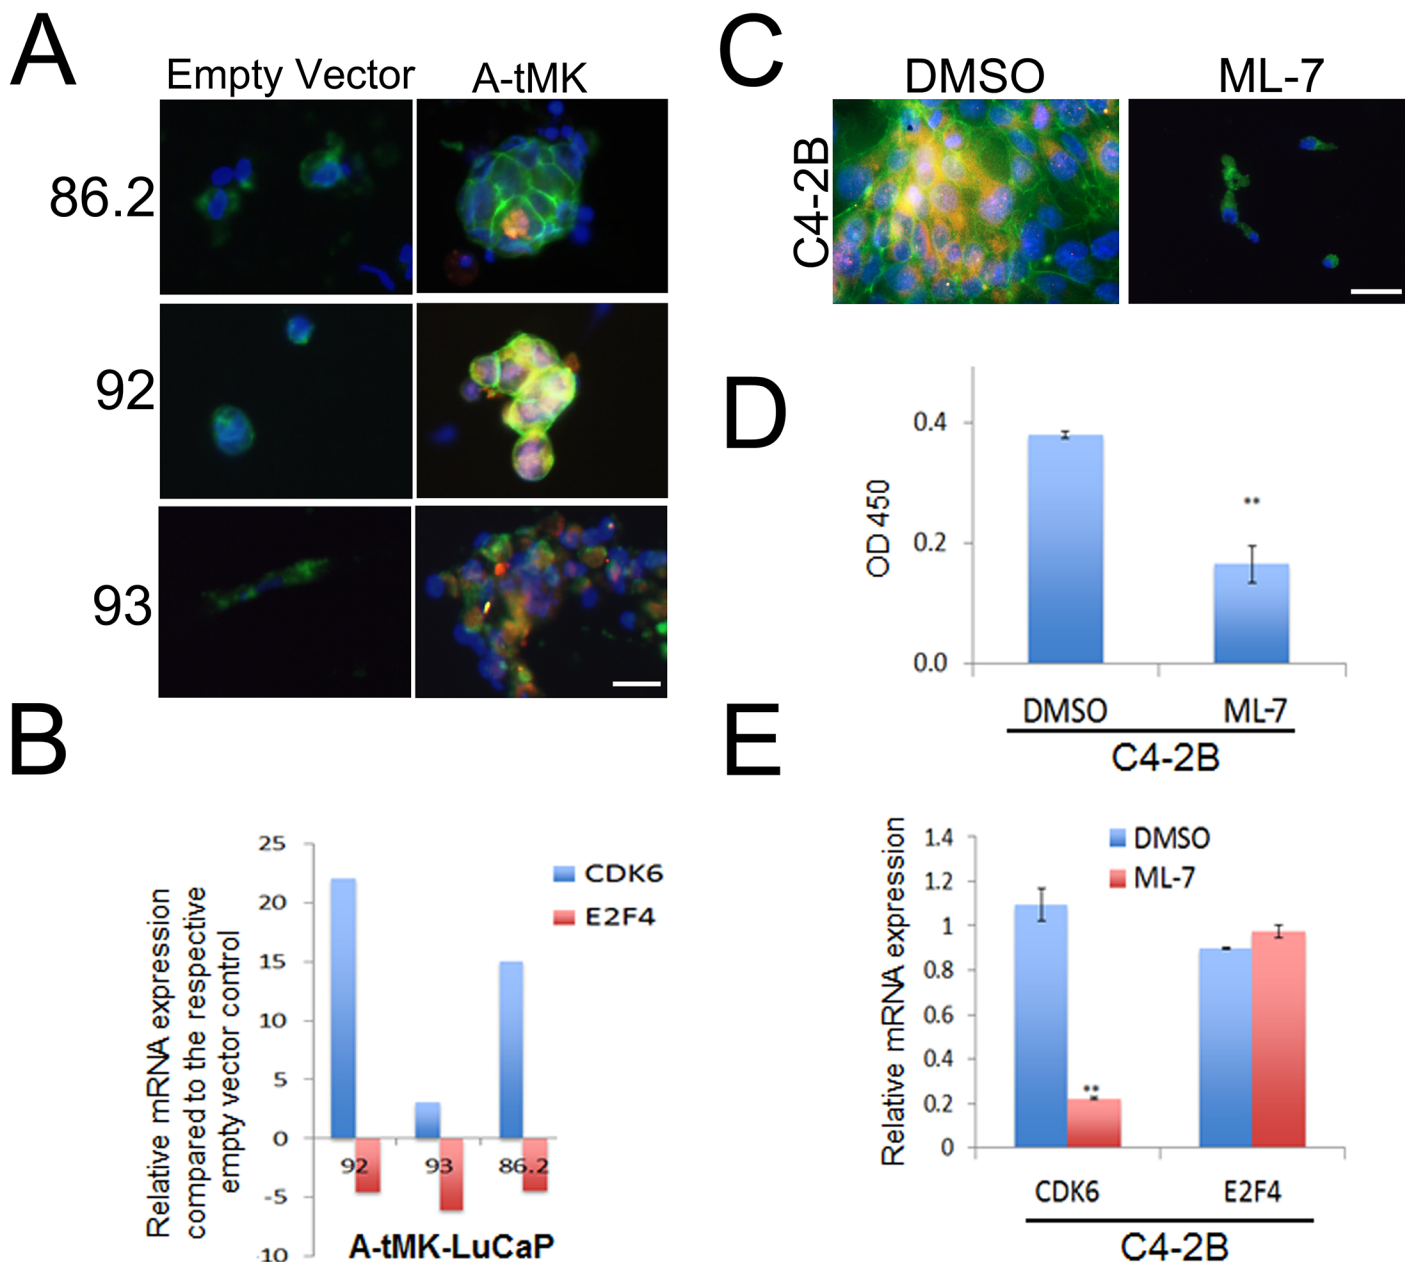 A
Empty Vector
A-tMK
86.2
92
93
B
25
20
15
10
5
0
-5
-10
Relative mRNA expression
compared to the respective
empty vector control
CDK6
E2F4
92
93
86.2
A-tMK-LuCaP
C
DMSO
ML-7
C4-2B
D
OD 450
0.4
0.2
0.0
**
DMSO
ML-7
C4-2B
E
Relative mRNA expression
1.4
1.2
1
0.8
0.6
0.4
0.2
0
DMSO
ML-7
**
CDK6
E2F4
C4-2B